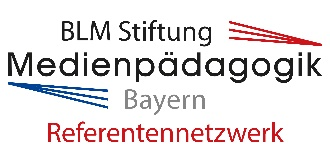 BLM Stiftung
Medienpädagogik
Bayern
Referentennetzwerk